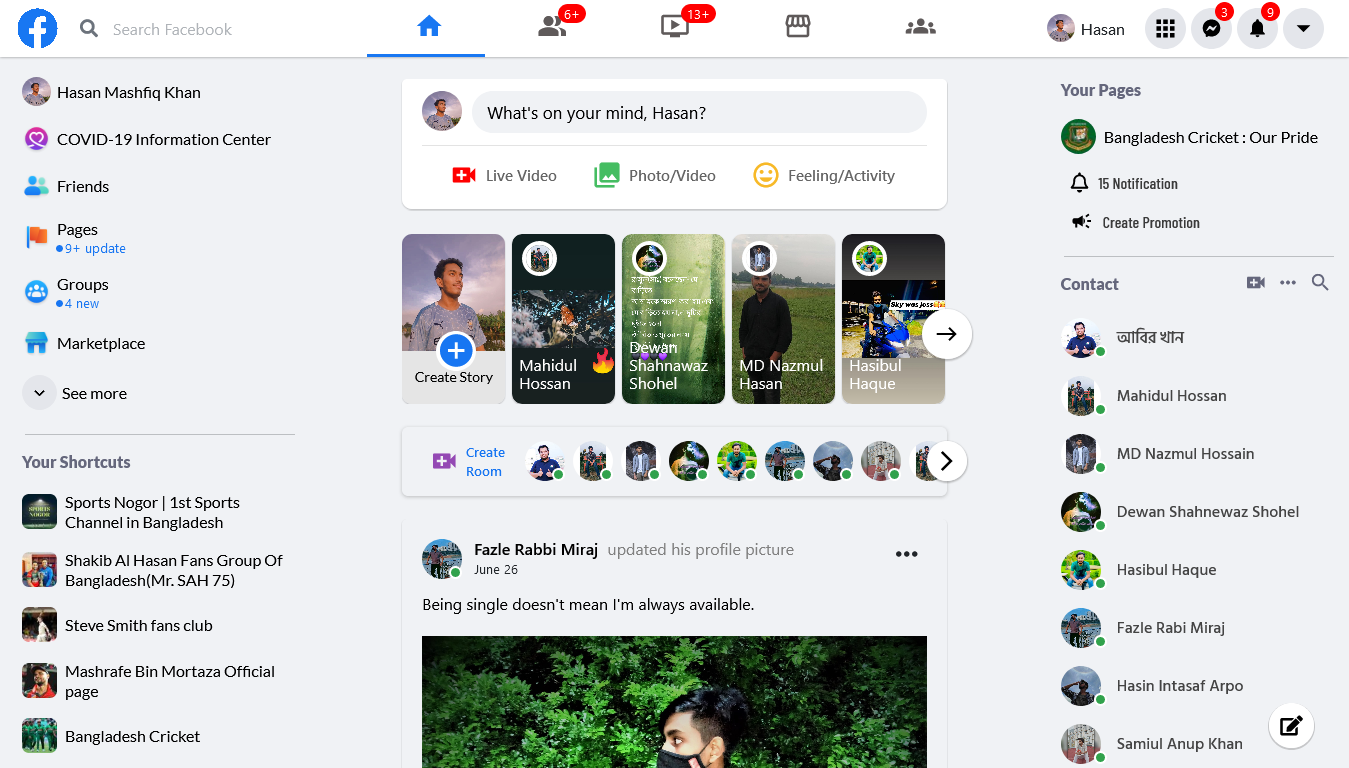 Search Facebook
6+
13+
Hasan
3
9
Hasan Mashfiq Khan
COVID-19 Information Center
Friends
Pages
9+ update
Groups
4 new
Marketplace
See more
Your Shortcuts
SPORTS
NOGOR
Sports Nogor | 1st Sports
Channel in Bangladesh
Shakib Al Hasan Fans Group Of
Bangladesh(Mr. SAH 75)
Steve Smith fans club
Mashrafe Bin Mortaza Official
page
Bangladesh Cricket
What's on your mind, Hasan?
Live Video
Photo/Video
Feeling/Activity
Create Story
Mahidul
Hossan
Dewan
Shahnawaz
Shohel
MD Nazmul
Hasan
Sky was joss
Hasibul
Haque
Create
Room
Fazle Rabbi Miraj updated his profile picture
June 26
Being single doesn't mean I'm always available.
Your Pages
Bangladesh Cricket : Our Pride
15 Notification
Create Promotion
Contact
আবির খান
Mahidul Hossan
MD Nazmul Hossain
Dewan Shahnewaz Shohel
Hasibul Haque
Fazle Rabi Miraj
Hasin Intasaf Arpo
Samiul Anup Khan